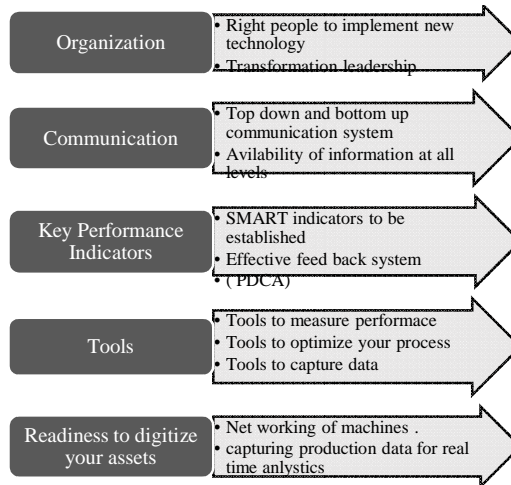 Organization
• Right people to implement new
technology
• Transformation leadership
Communication
• Top down and bottom up
communication system
• Avilability of information at all
levels
Key Performance
Indicators
• SMART indicators to be
established
• Effective feed back system
• ( PDCA)
Tools
• Tools to measure performace
• Tools to optimize your process
• Tools to capture data
Readiness to digitize
your assets
• Net working of machines .
• capturing production data for real
time anlystics